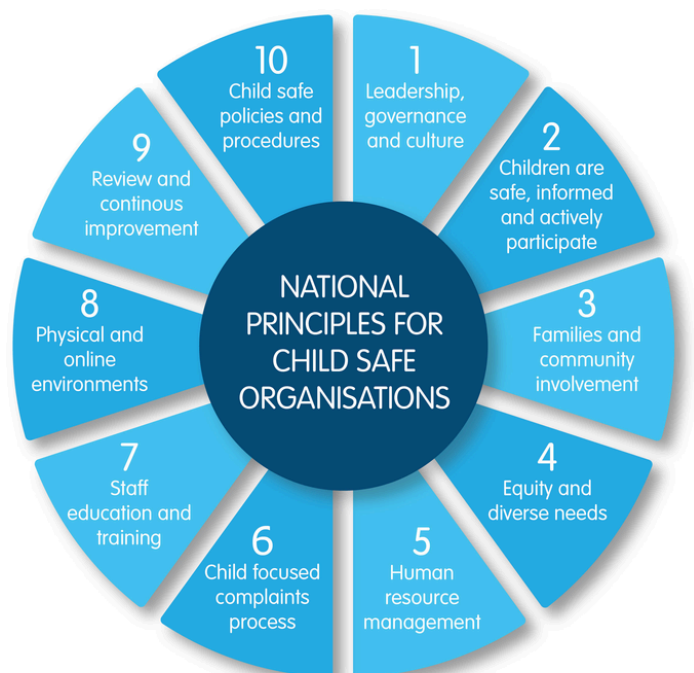 NATIONAL
PRINCIPLES FOR
CHILD SAFE
ORGANISATIONS
1
Leadership,
governance
and culture
2
Children are
safe, informed
and actively
participate
3
Families and
community
involvement
4
Equity and
diverse needs
5
Human
resource
management
6
Child focused
complaints
process
7
Staff
education and
training
8
Physical and
online
environments
9
Review and
continous
improvement
10
Child safe
policies and
procedures